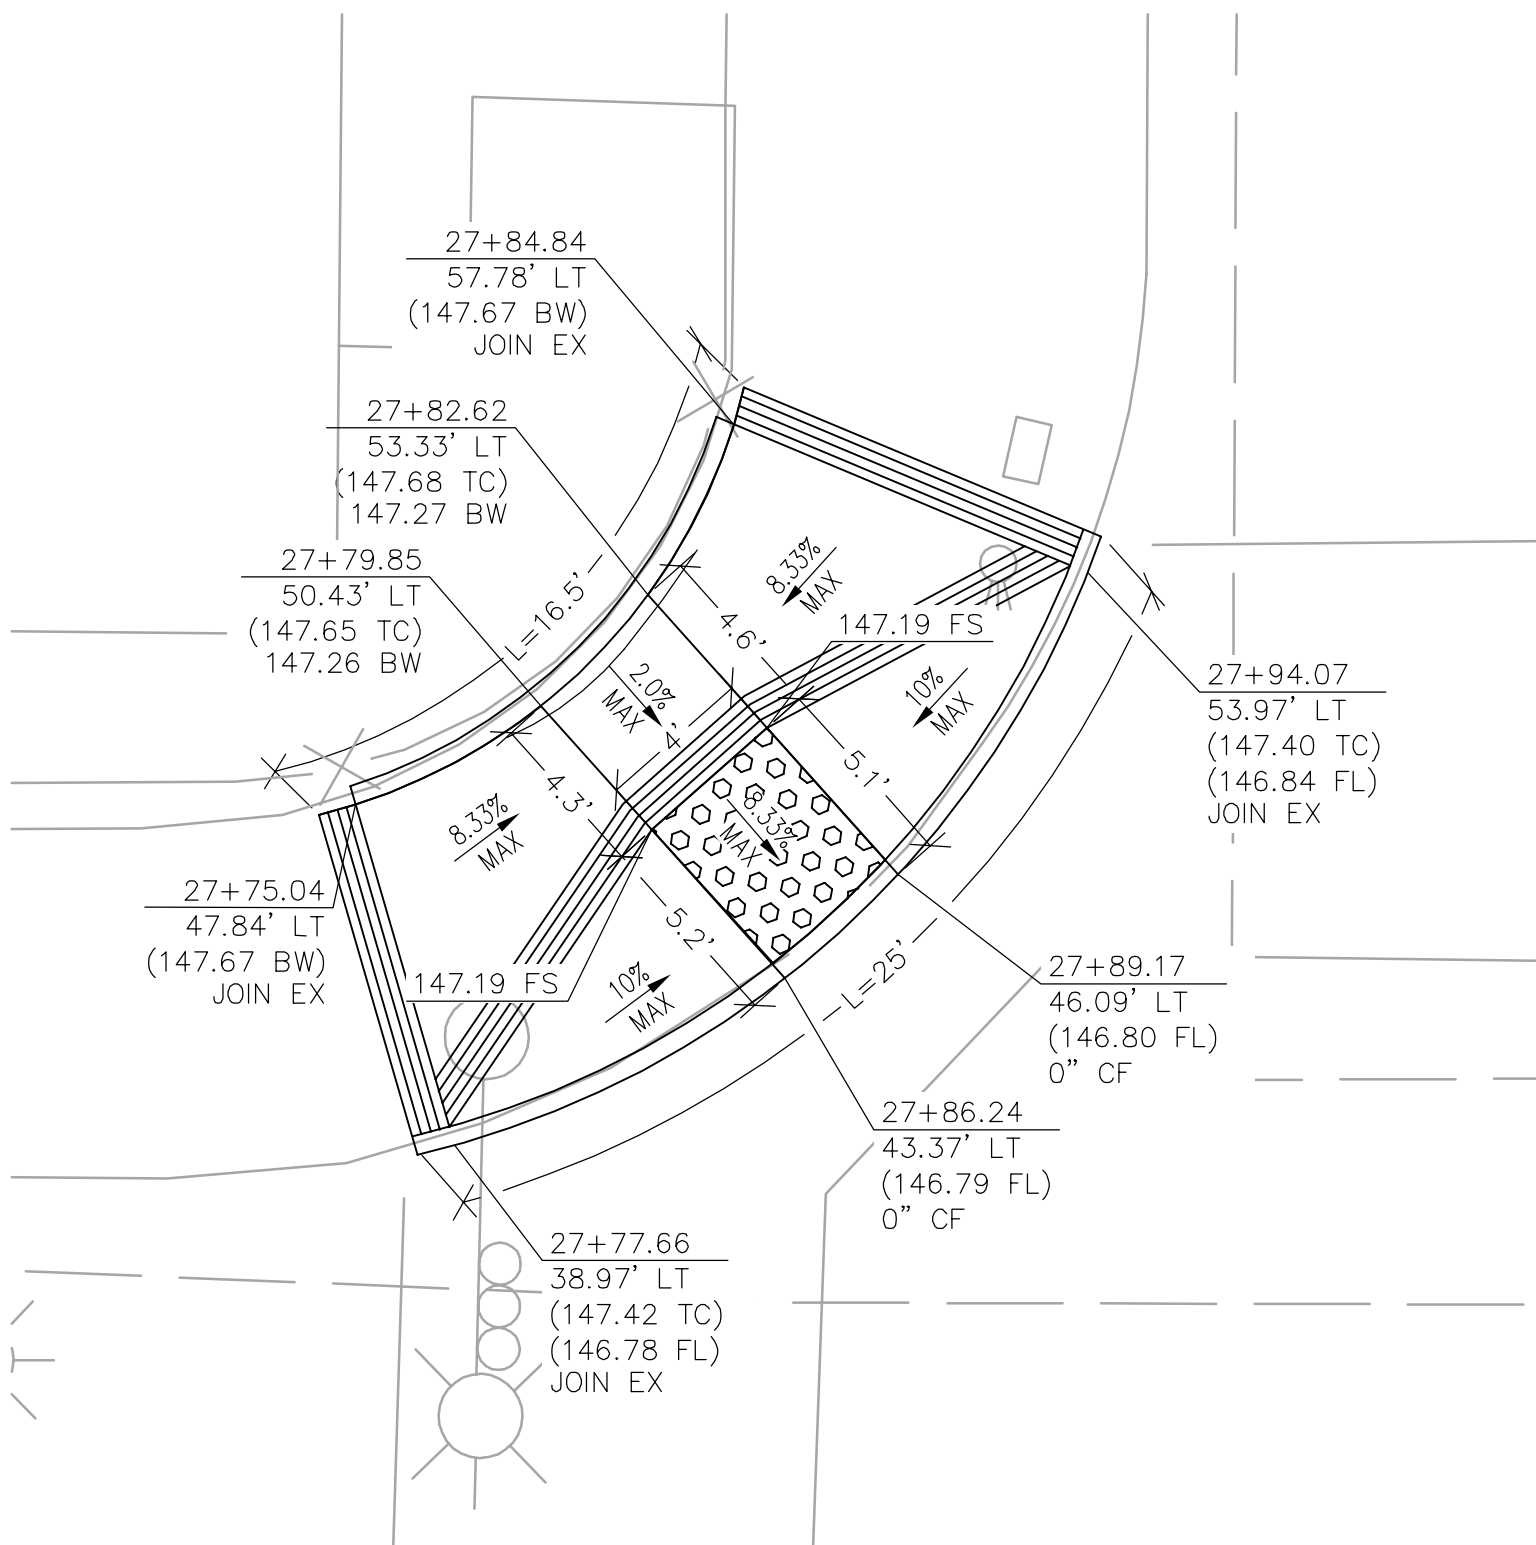 27+84.84
57.78' LT
(147.67 BW)
JOIN EX
27+82.62
53.33' LT
(147.68 TC)
147.27 BW
27+79.85
50.43' LT
(147.65 TC)
147.26 BW
L=16.5'
8.33%
MAX
4.6'
147.19 FS
2.0%
MAX
4'
10%
MAX
5.1'
4.3'
8.33%
MAX
8.33%
MAX
27+94.07
53.97' LT
(147.40 TC)
(146.84 FL)
JOIN EX
27+75.04
47.84' LT
(147.67 BW)
JOIN EX
147.19 FS
5.2'
10%
MAX
L=25'
27+89.17
46.09' LT
(146.80 FL)
0" CF
27+86.24
43.37' LT
(146.79 FL)
0" CF
27+77.66
38.97' LT
(147.42 TC)
(146.78 FL)
JOIN EX